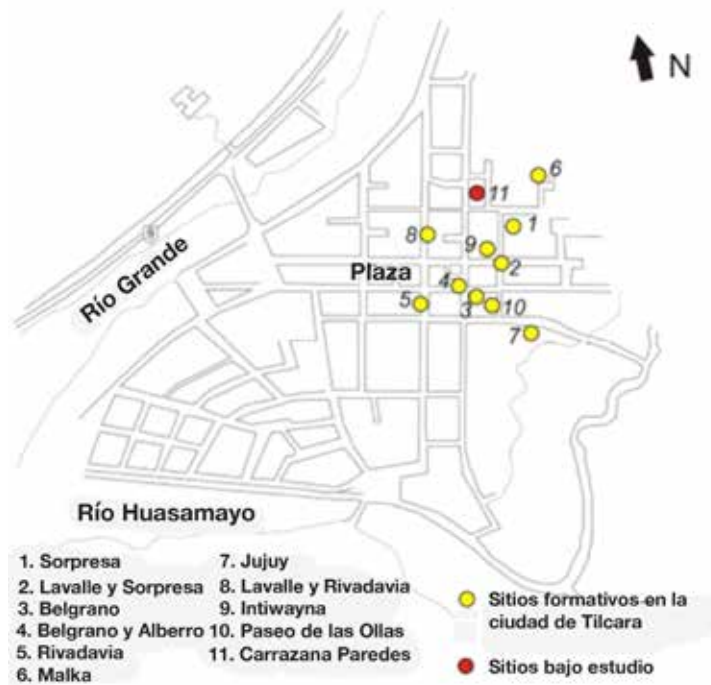 N
6
11
1
8
9
2
Plaza
4
5
3
10
7
Río Grande
Río Huasamayo
1. Sorpresa
2. Lavalle y Sorpresa
3. Belgrano
4. Belgrano y Alberro
5. Rivadavia
6. Malka
7. Jujuy
8. Lavalle y Rivadavia
9. Intiwayna
10. Paseo de las Ollas
11. Carrazana Paredes
Sitios formativos en la
ciudad de Tilcara
Sitios bajo estudio